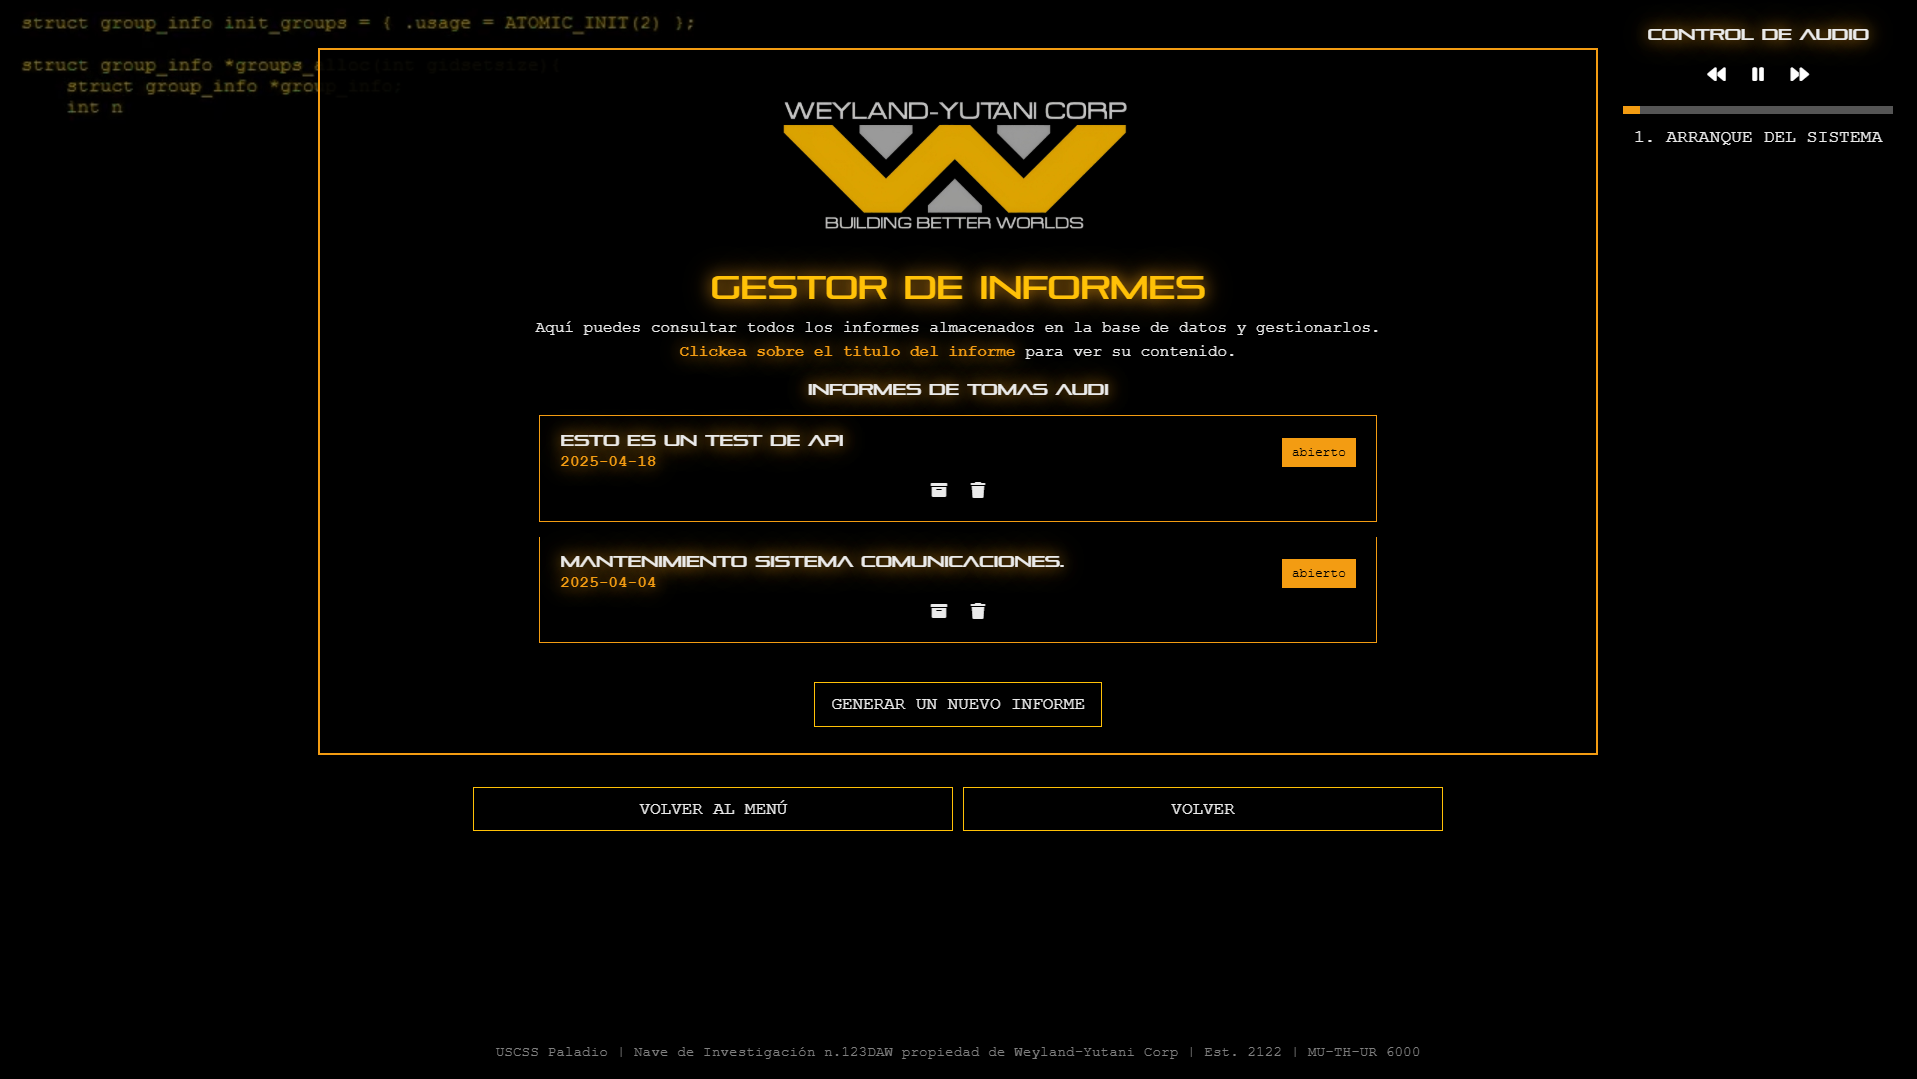 struct group_info init_groups = { .usage = ATOMIC_INIT(2) };
struct group_info *groups_alloc(int gidsetsize){
struct group_info *group_info;
int n
CONTROL DE AUDIO
1. ARRANQUE DEL SISTEMA
WEYLAND-YUTANI CORP
BUILDING BETTER WORLDS
GESTOR DE INFORMES
Aquí puedes consultar todos los informes almacenados en la base de datos y gestionarlos.
Clickea sobre el titulo del informe para ver su contenido.
INFORMES DE TOMAS AUDI
ESTO ES UN TEST DE API
2025-04-18
abierto
MANTENIMIENTO SISTEMA COMUNICACIONES.
2025-04-04
abierto
GENERAR UN NUEVO INFORME
VOLVER AL MENÚ
VOLVER
USCSS Paladio | Nave de Investigación n.123DAW propiedad de Weyland-Yutani Corp | Est. 2122 | MU-TH-UR 6000